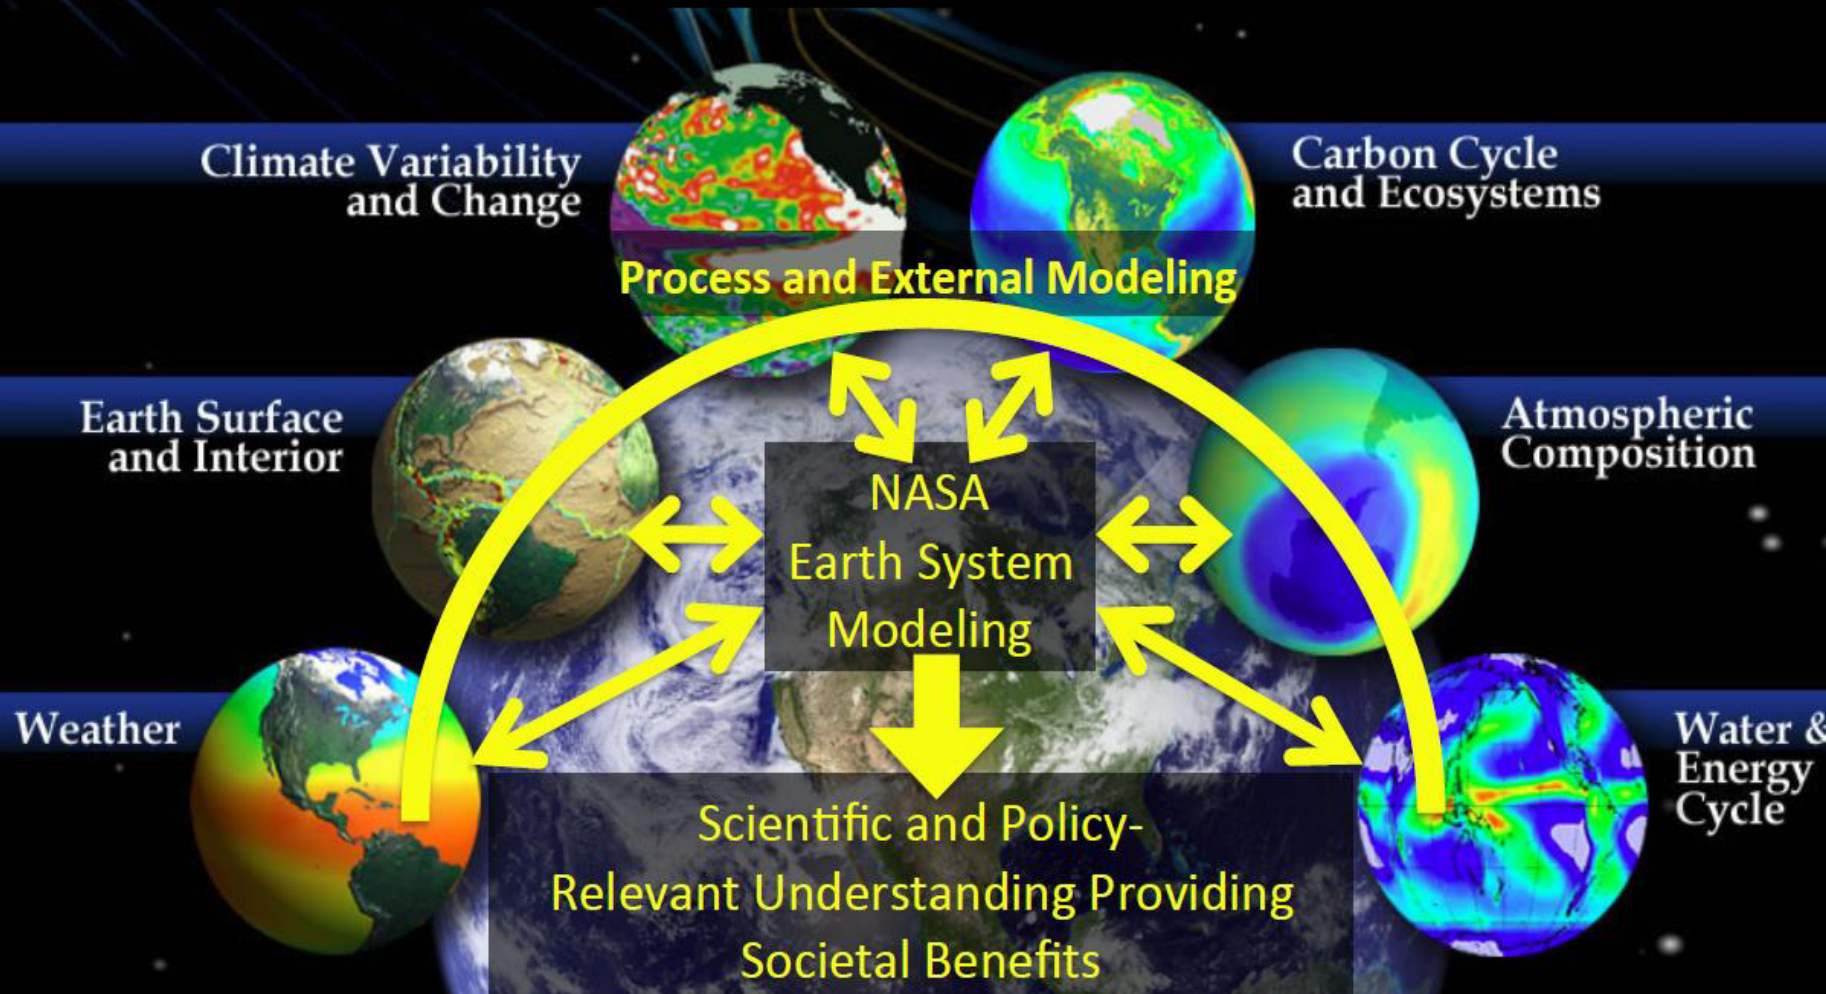 Climate Variability
and Change
Carbon Cycle
and Ecosystems
Process and External Modeling
Earth Surface
and Interior
Atmospheric
Composition
NASA
Earth System
Modeling
Weather
Water &
Energy
Cycle
Scientific and Policy-
Relevant Understanding Providing
Societal Benefits